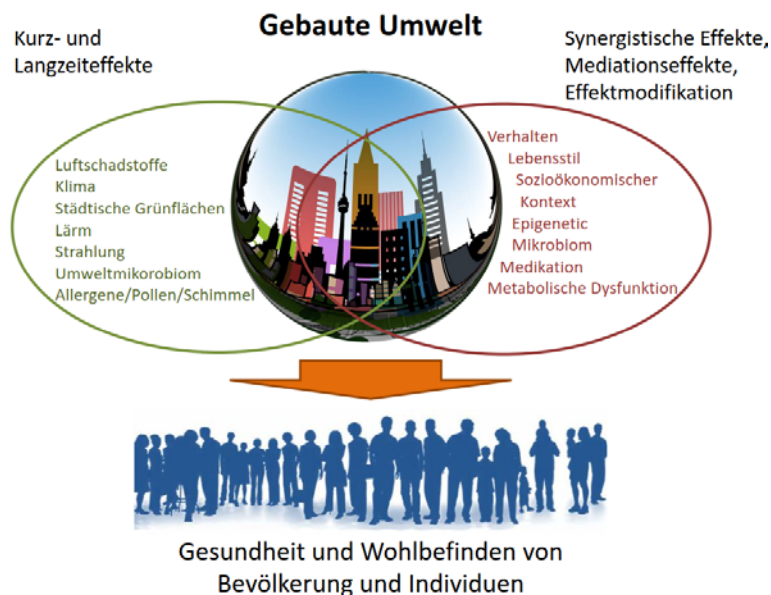 Gebaute Umwelt
Kurz- und
Langzeiteffekte
Synergistische Effekte,
Mediationseffekte,
Effektmodifikation
Luftschadstoffe
Klima
Städtische Grünflächen
Lärm
Strahlung
Umweltmikorobiom
Allergene/Pollen/Schimmel
Verhalten
Lebensstil
Sozioökonomischer
Kontext
Epigenetic
Mikrobiom
Medikation
Metabolische Dysfunktion
Gesundheit und Wohlbefinden von
Bevölkerung und Individuen